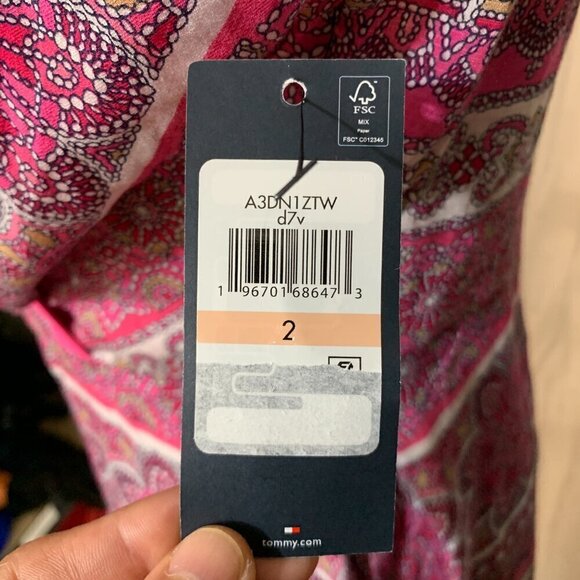 FSC
MIX
Paper
FSC® C012345
A3DN1ZTW
d7v
1 96701 68647 3
2
tommy.com